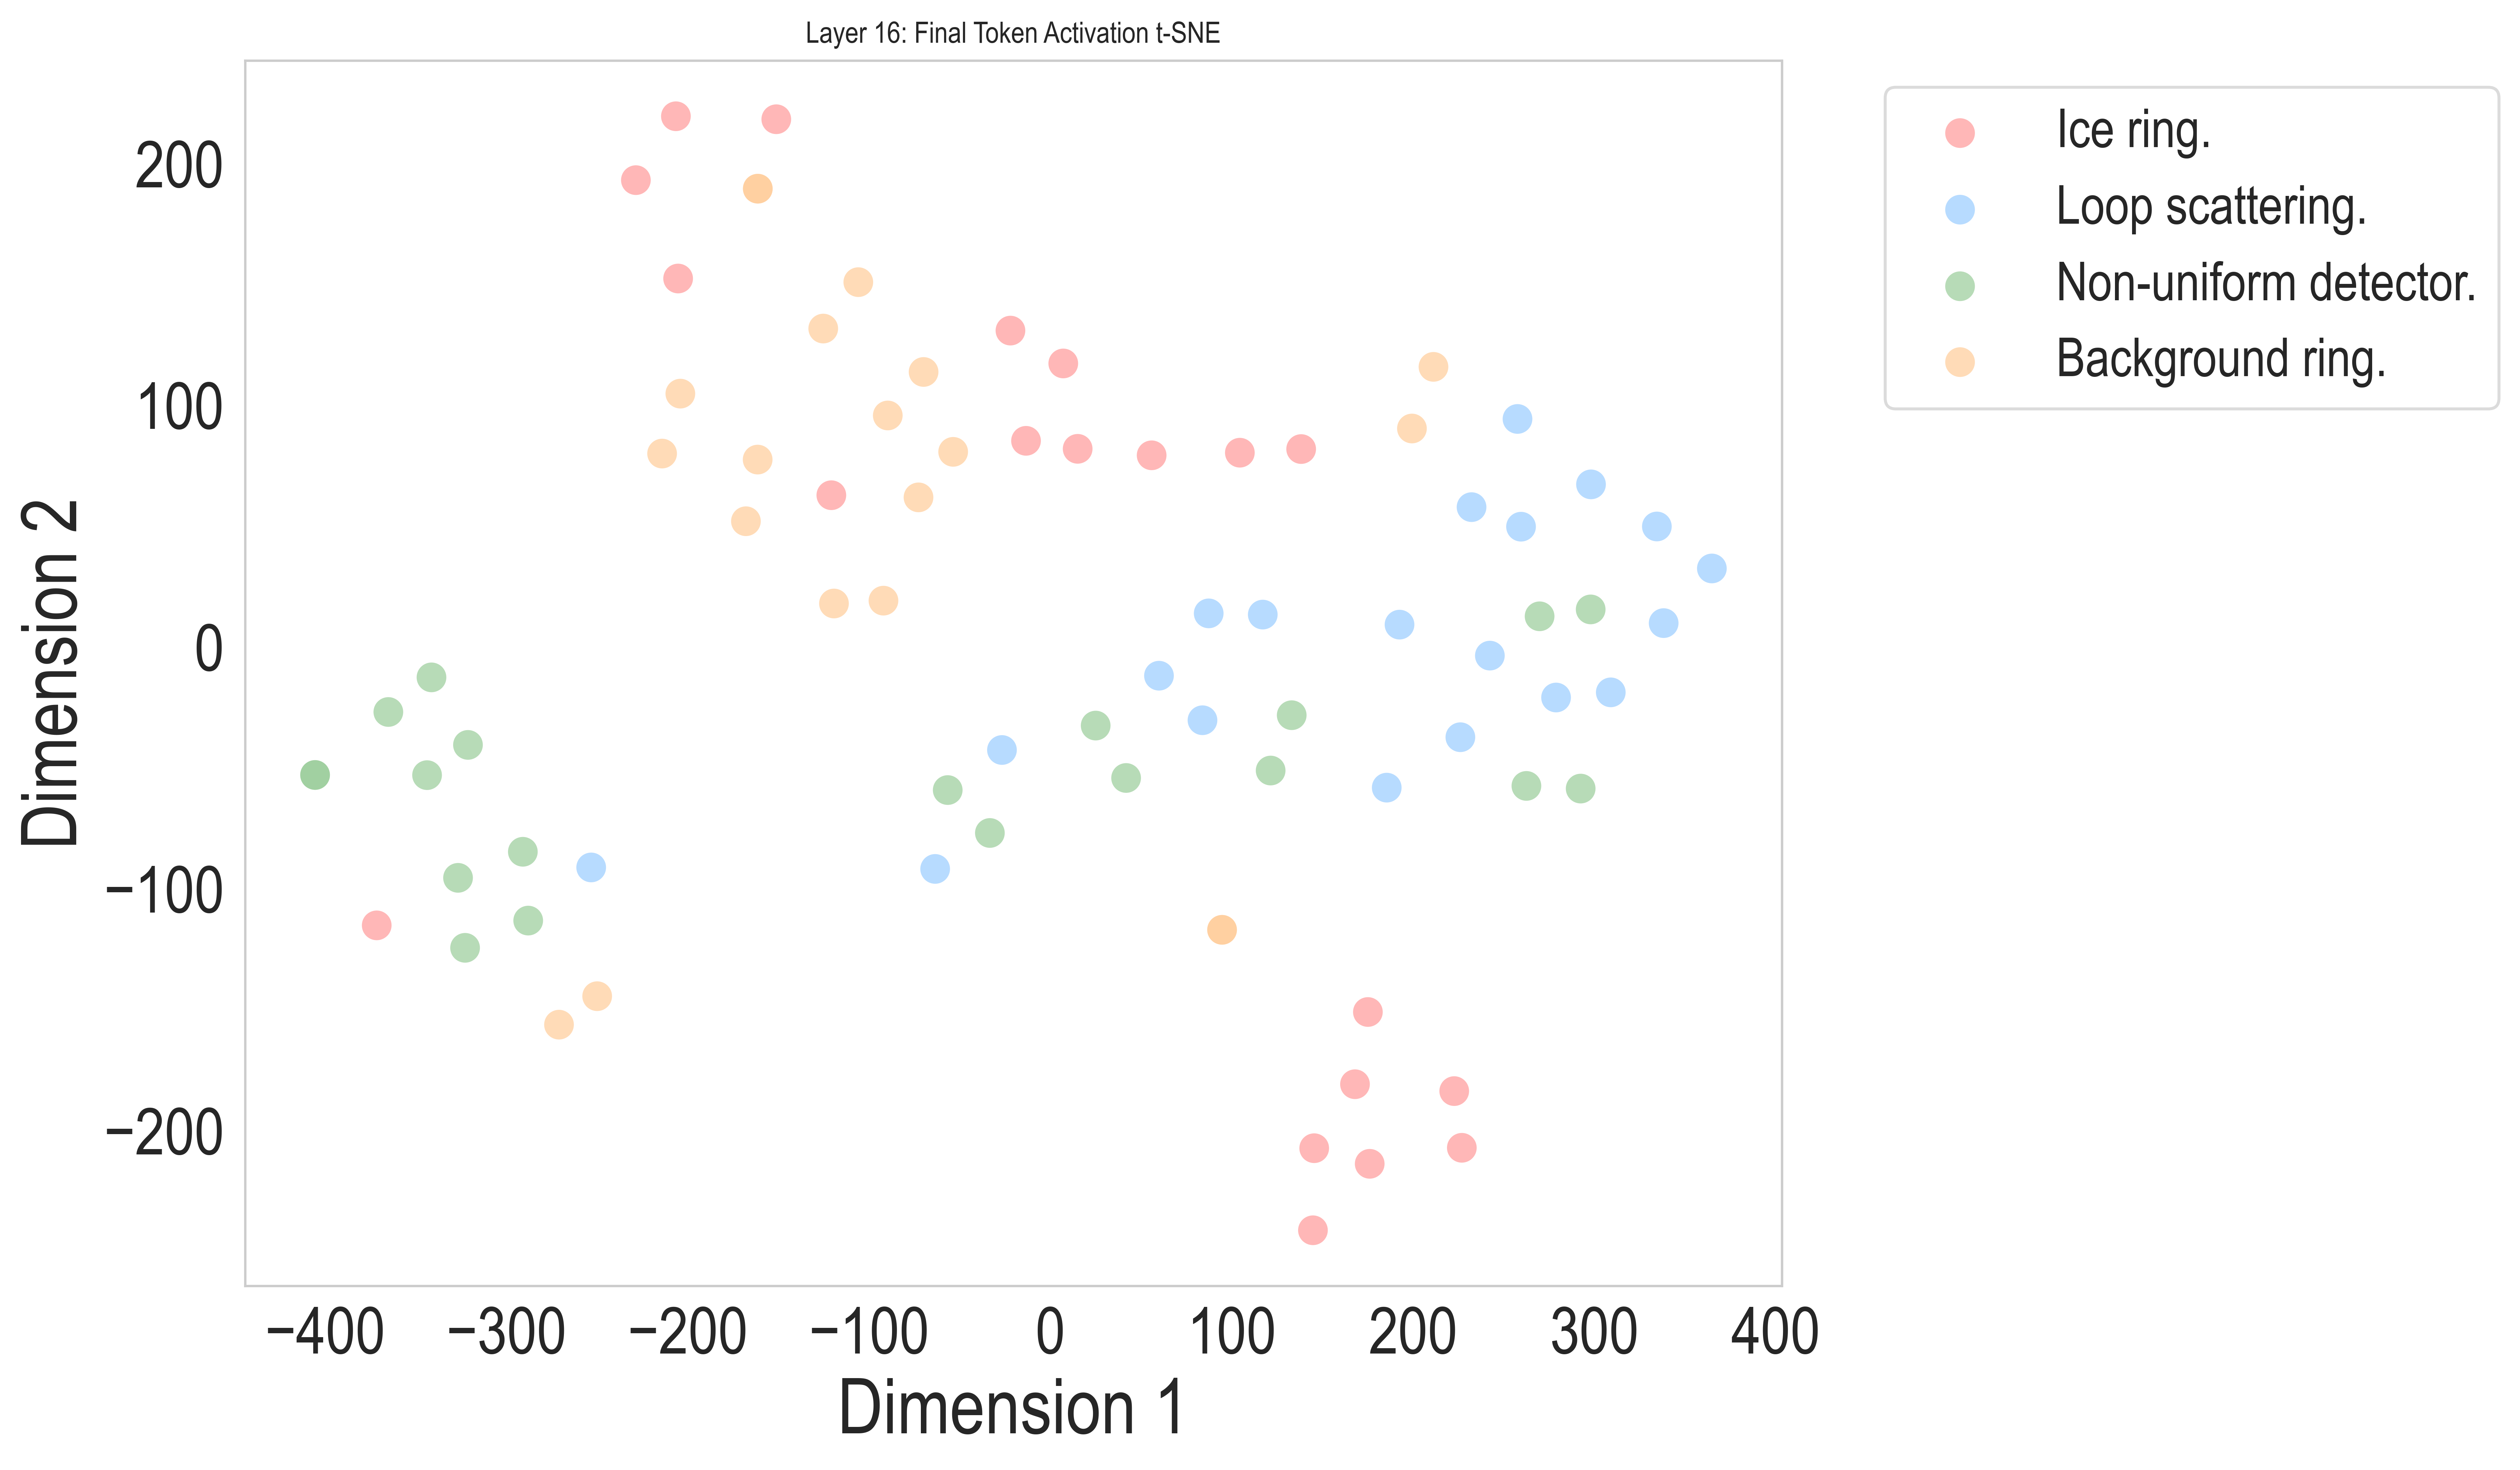 Layer 16: Final Token Activation t-SNE
Ice ring.
Loop scattering.
Non-uniform detector.
Background ring.
Dimension 2
200
100
0
−100
−200
−400 −300 −200 −100 0 100 200 300 400
Dimension 1